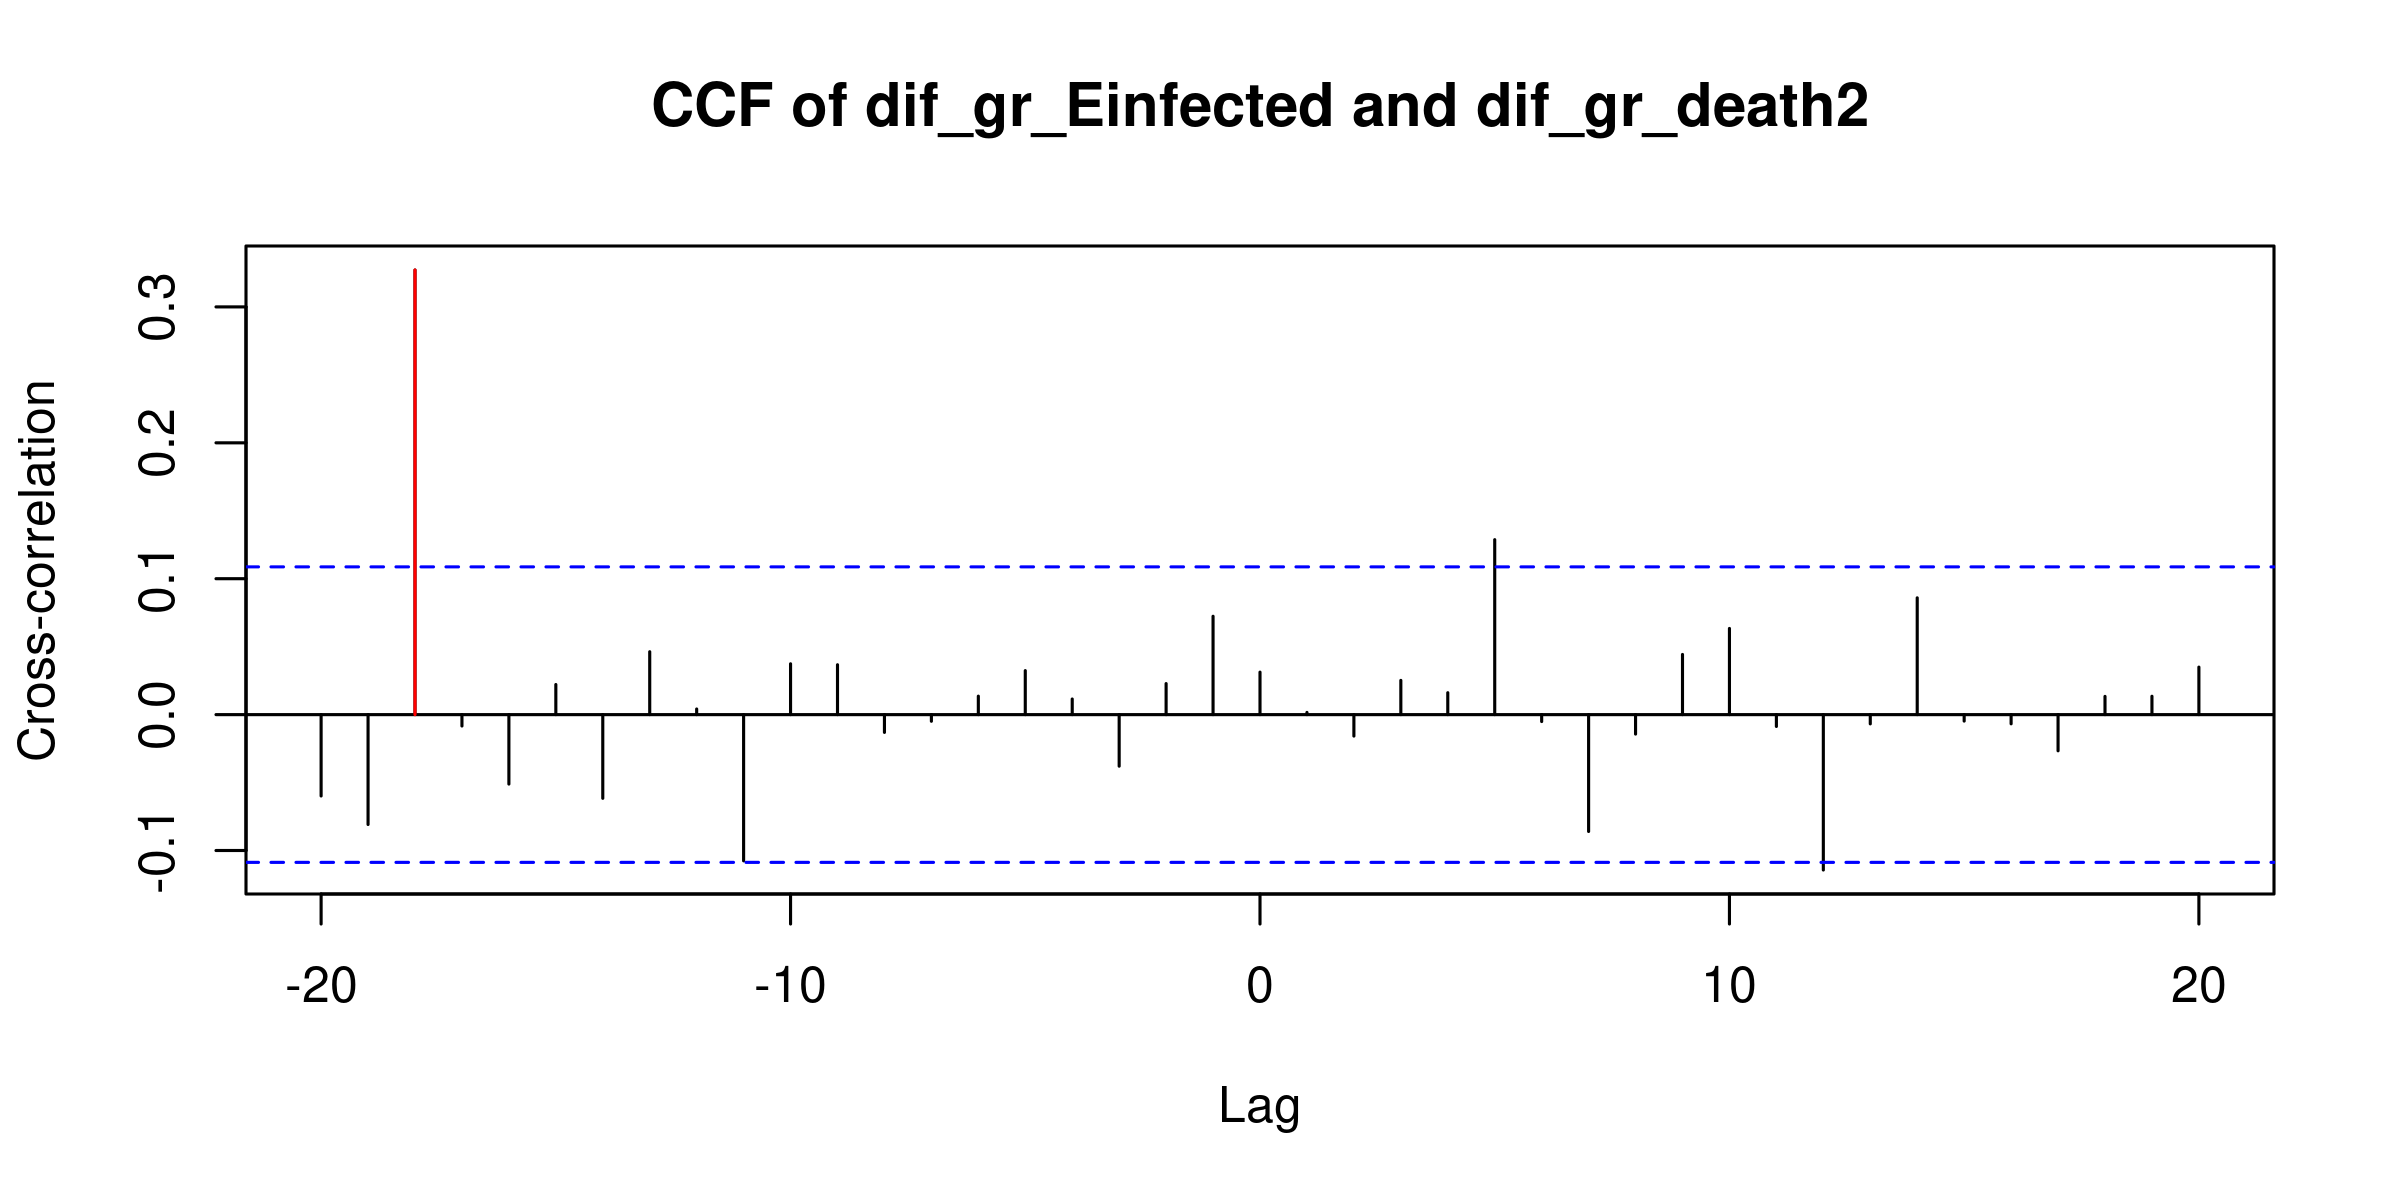 CCF of dif_gr_Einfected and dif_gr_death2
Cross-correlation
0.3
0.2
0.1
0.0
-0.1
-20 -10 0 10 20
Lag